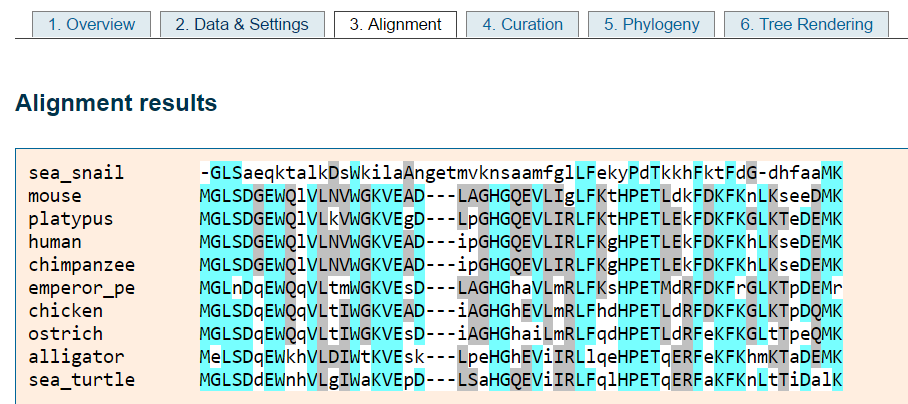 1. Overview 2. Data & Settings 3. Alignment 4. Curation 5. Phylogeny 6. Tree Rendering
Alignment results
sea_snail -GLSaeqktalkDsWkilaAngetmvknsaamfglLFekyPdTkkhFktFdG-dhfaaMK
mouse MGLSDGEWQlVLNVWGKVEAD---LAGHGQEVLIgLFKtHPETLdkFDKFKnLKseeDMK
platypus MGLSDGEWQlVLkVWGKVEgD---LpGHGQEVLIRLFKtHPETLEkFDKFKGLKTeDEMK
human MGLSDGEWQlVLNVWGKVEAD---ipGHGQEVLIRLFKgHPETLEkFDKFKhLKseDEMK
chimpanzee MGLSDGEWQlVLNVWGKVEAD---ipGHGQEVLIRLFKgHPETLEkFDKFKhLKseDEMK
emperor_pe MGLnDqEWQqVLtmWGKVEsD---LAGHGhaVLmRLFKsHPETMdRFDKFrGLKTpDEMr
chicken MGLSDqEWQqVLtIWGKVEAD---iAGHGhEVLmRLFhdHPETLdRFDKFKGLKTpDQMK
ostrich MGLSDqEWQqVLtIWGKVEsD---iAGHGhaiLmRLFqdHPETLdRFeKFKGLtTpeQMK
alligator MeLSDqEWkhVLDIWtKVEsk---LpeHGhEViIRLlqeHPETqERFeKFKhmKTaDEMK
sea_turtle MGLSDdEWnhVLgIWaKVEpD---LSaHGQEViIRLFqlHPETqERFaKFKnLtTiDalK